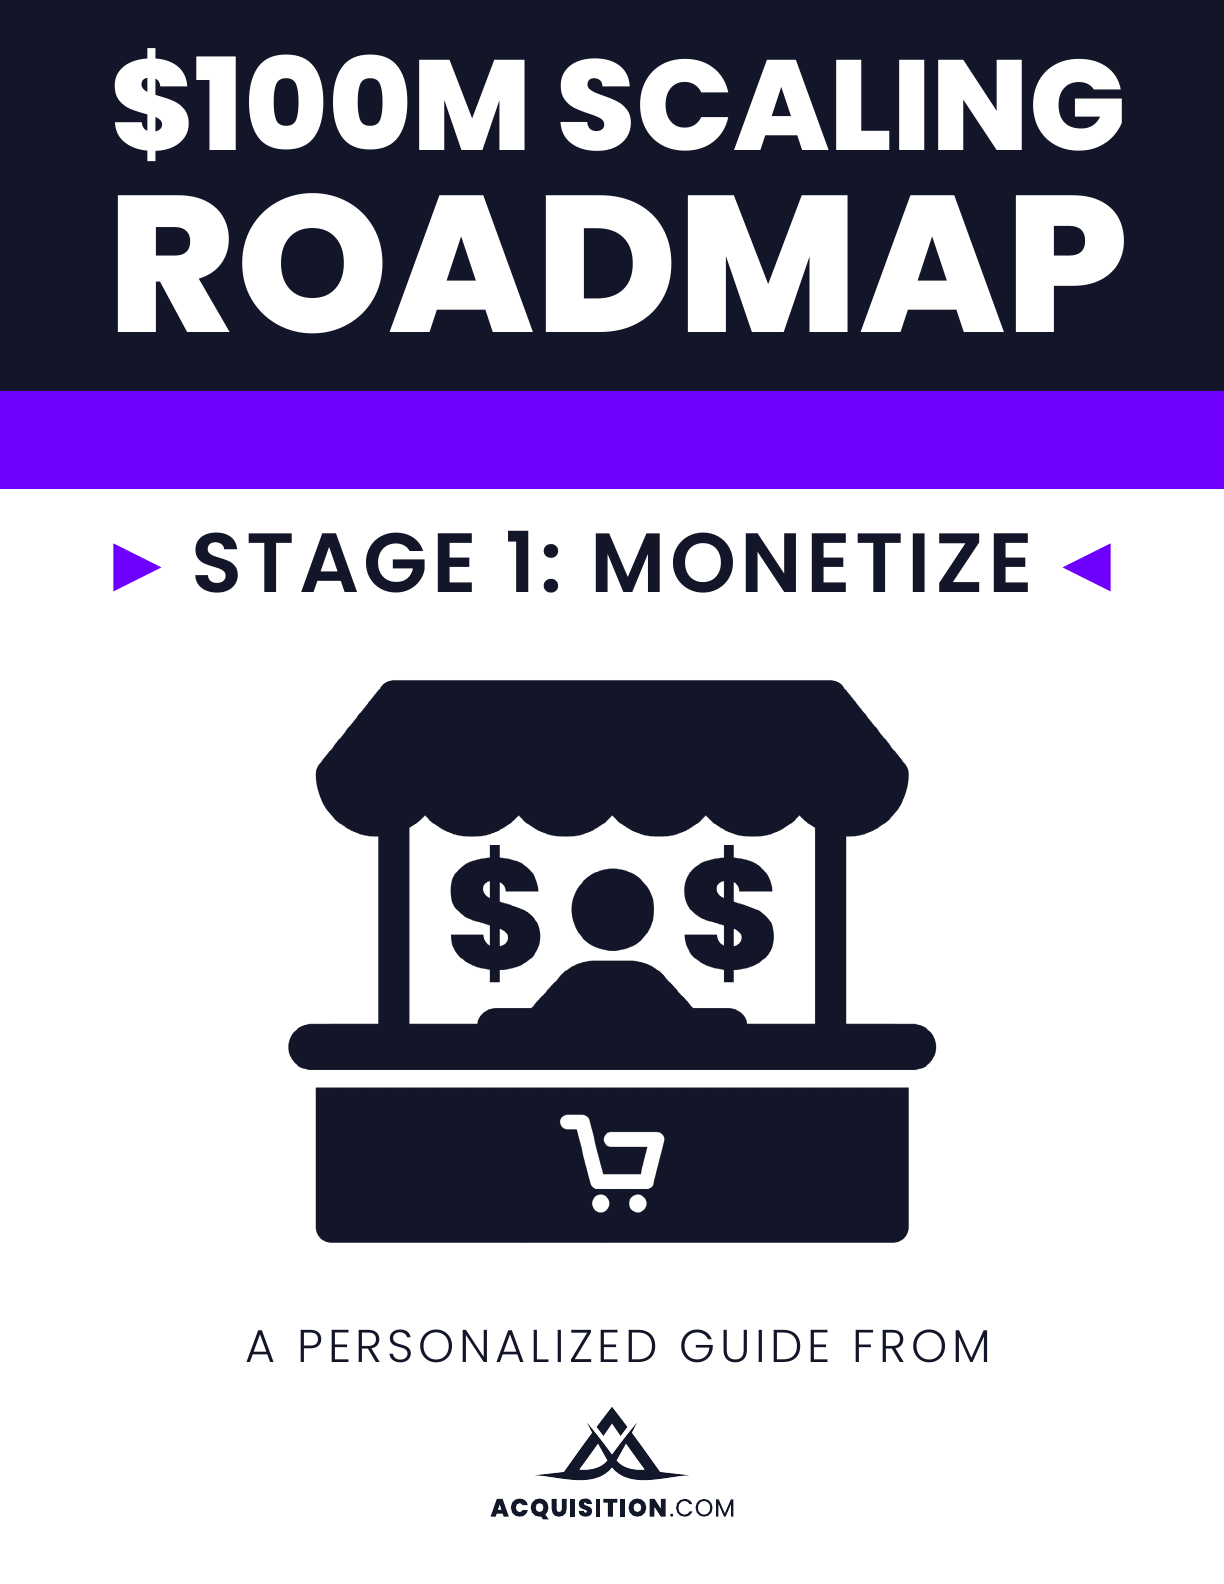 $100M SCALING
ROADMAP
STAGE 1: MONETIZE
$ $
A PERSONALIZED GUIDE FROM
ACQUISITION.COM